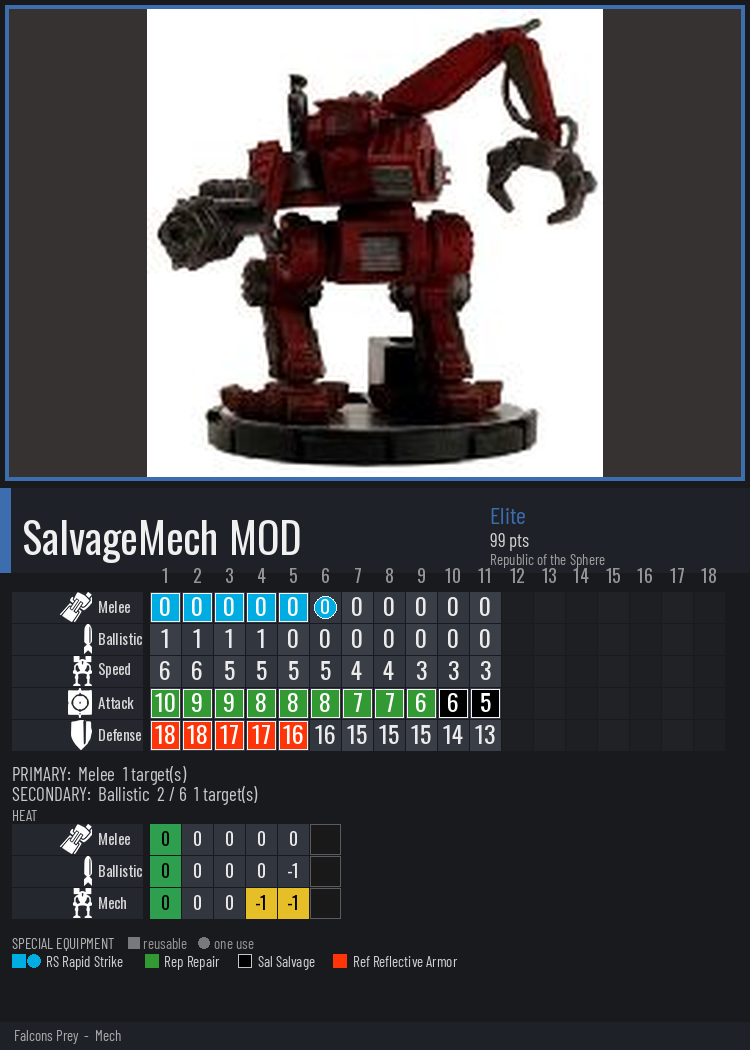 SalvageMech MOD
Elite
99 pts
Republic of the Sphere
1 2 3 4 5 6 7 8 9 10 11 12 13 14 15 16 17 18
Melee 0 0 0 0 0 0 0 0 0 0 0
Ballistic 1 1 1 1 0 0 0 0 0 0 0
Speed 6 6 5 5 5 5 4 4 3 3 3
Attack 10 9 9 8 8 8 7 7 6 6 5
Defense 18 18 17 17 16 16 15 15 15 14 13
PRIMARY: Melee 1 target(s)
SECONDARY: Ballistic 2 / 6 1 target(s)
HEAT
Melee 0 0 0 0 0
Ballistic 0 0 0 0 -1
Mech 0 0 0 -1 -1
SPECIAL EQUIPMENT reusable one use
RS Rapid Strike Rep Repair Sal Salvage Ref Reflective Armor
Falcons Prey - Mech